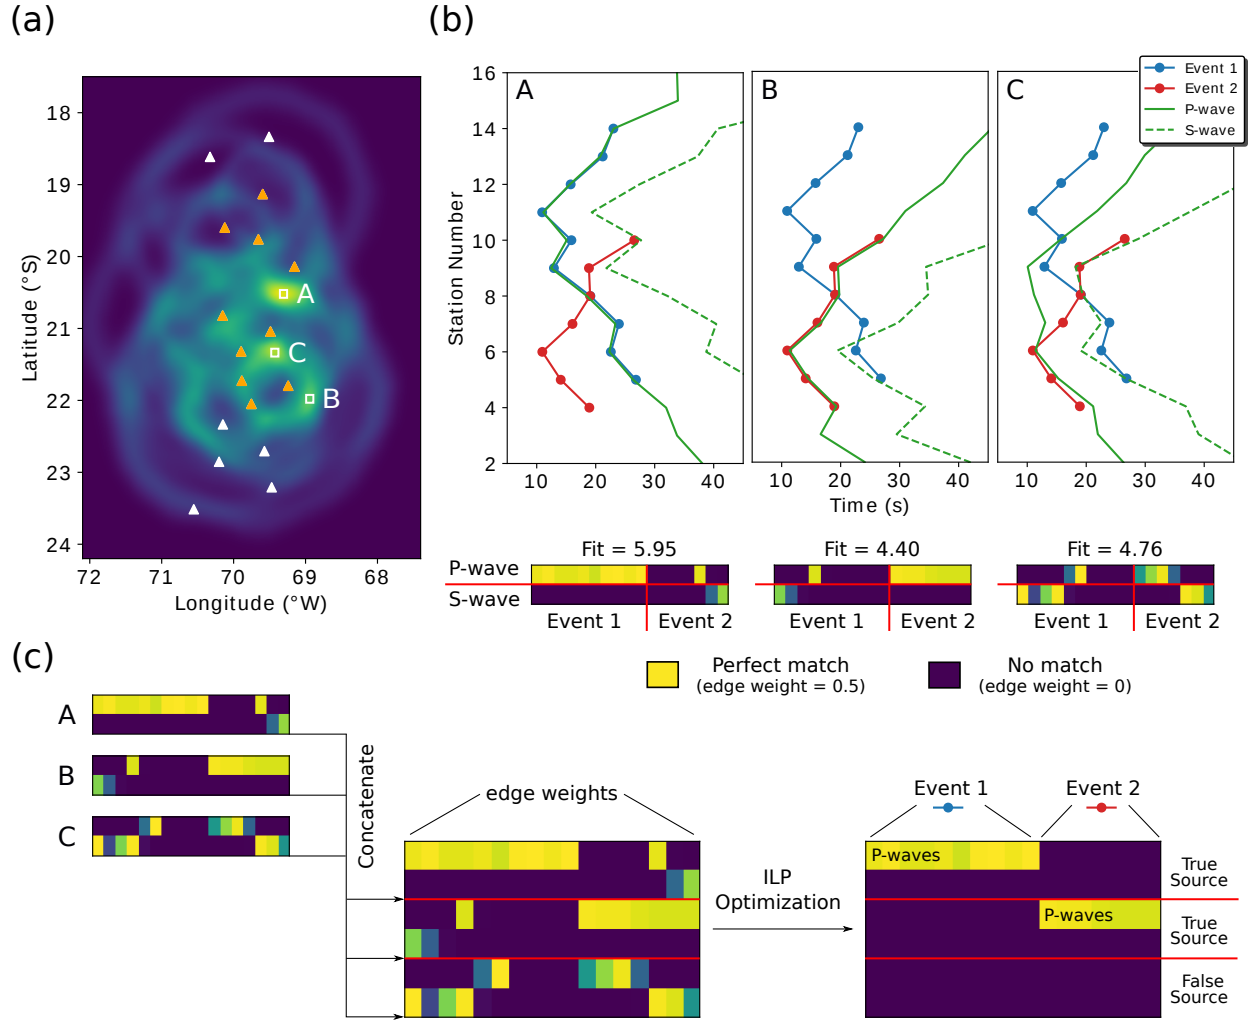 (a)
18
19
20
21
22
23
24
Latitude (°S)
72
71
70
69
68
Longitude (°W)
A
C
B
(b)
16
14
12
10
8
6
4
2
Station Number
A
B
C
Event 1
Event 2
P-wave
S-wave
10
20
30
40
10
20
30
40
10
20
30
40
Time (s)
Fit = 5.95
Fit = 4.40
Fit = 4.76
P-wave
S-wave
Event 1
Event 2
Event 1
Event 2
Event 1
Event 2
Perfect match
(edge weight = 0.5)
No match
(edge weight = 0)
(c)
A
B
C
Concatenate
edge weights
ILP
Optimization
Event 1
Event 2
P-waves
P-waves
True
Source
True
Source
False
Source